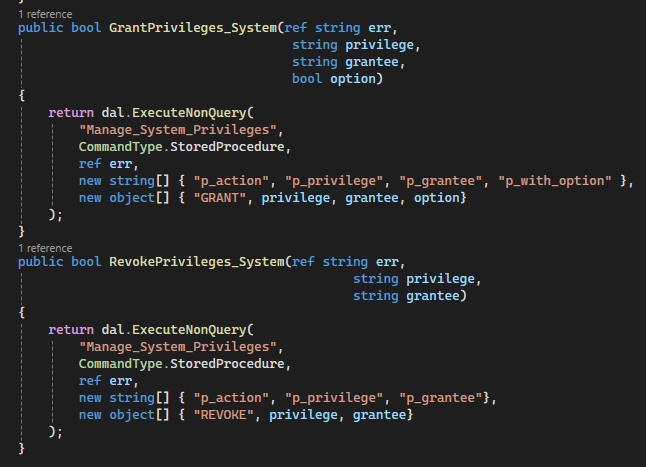 }
1 reference
public bool GrantPrivileges_System(ref string err,
string privilege,
string grantee,
bool option)
{
return dal.ExecuteNonQuery(
"Manage_System_Privileges",
CommandType.StoredProcedure,
ref err,
new string[] { "p_action", "p_privilege", "p_grantee", "p_with_option" },
new object[] { "GRANT", privilege, grantee, option}
);
}
1 reference
public bool RevokePrivileges_System(ref string err,
string privilege,
string grantee)
{
return dal.ExecuteNonQuery(
"Manage_System_Privileges",
CommandType.StoredProcedure,
ref err,
new string[] { "p_action", "p_privilege", "p_grantee"},
new object[] { "REVOKE", privilege, grantee}
);
}